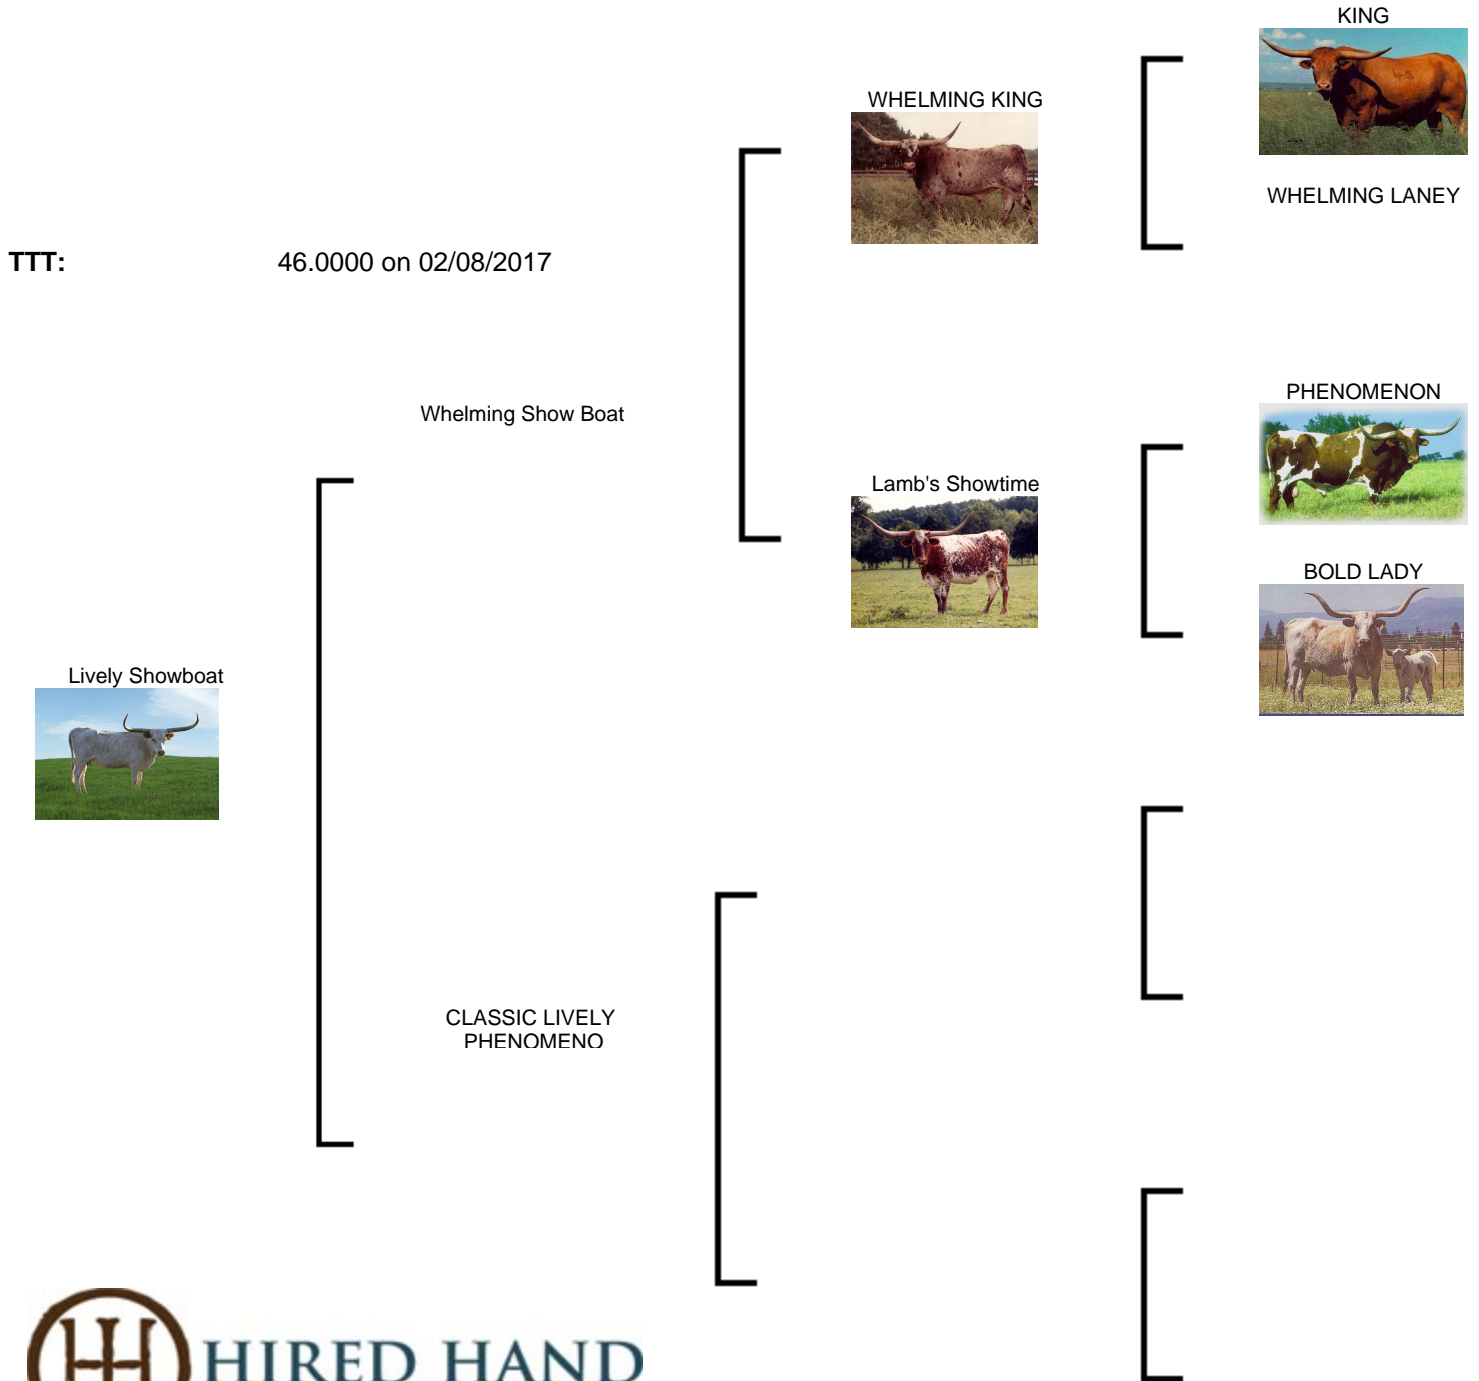 KING
WHELMING KING
WHELMING LANEY
TTT: 46.0000 on 02/08/2017
PHENOMENON
Whelming Show Boat
Lamb's Showtime
BOLD LADY
Lively Showboat
CLASSIC LIVELY
PHENOMENO
HIRED HAND